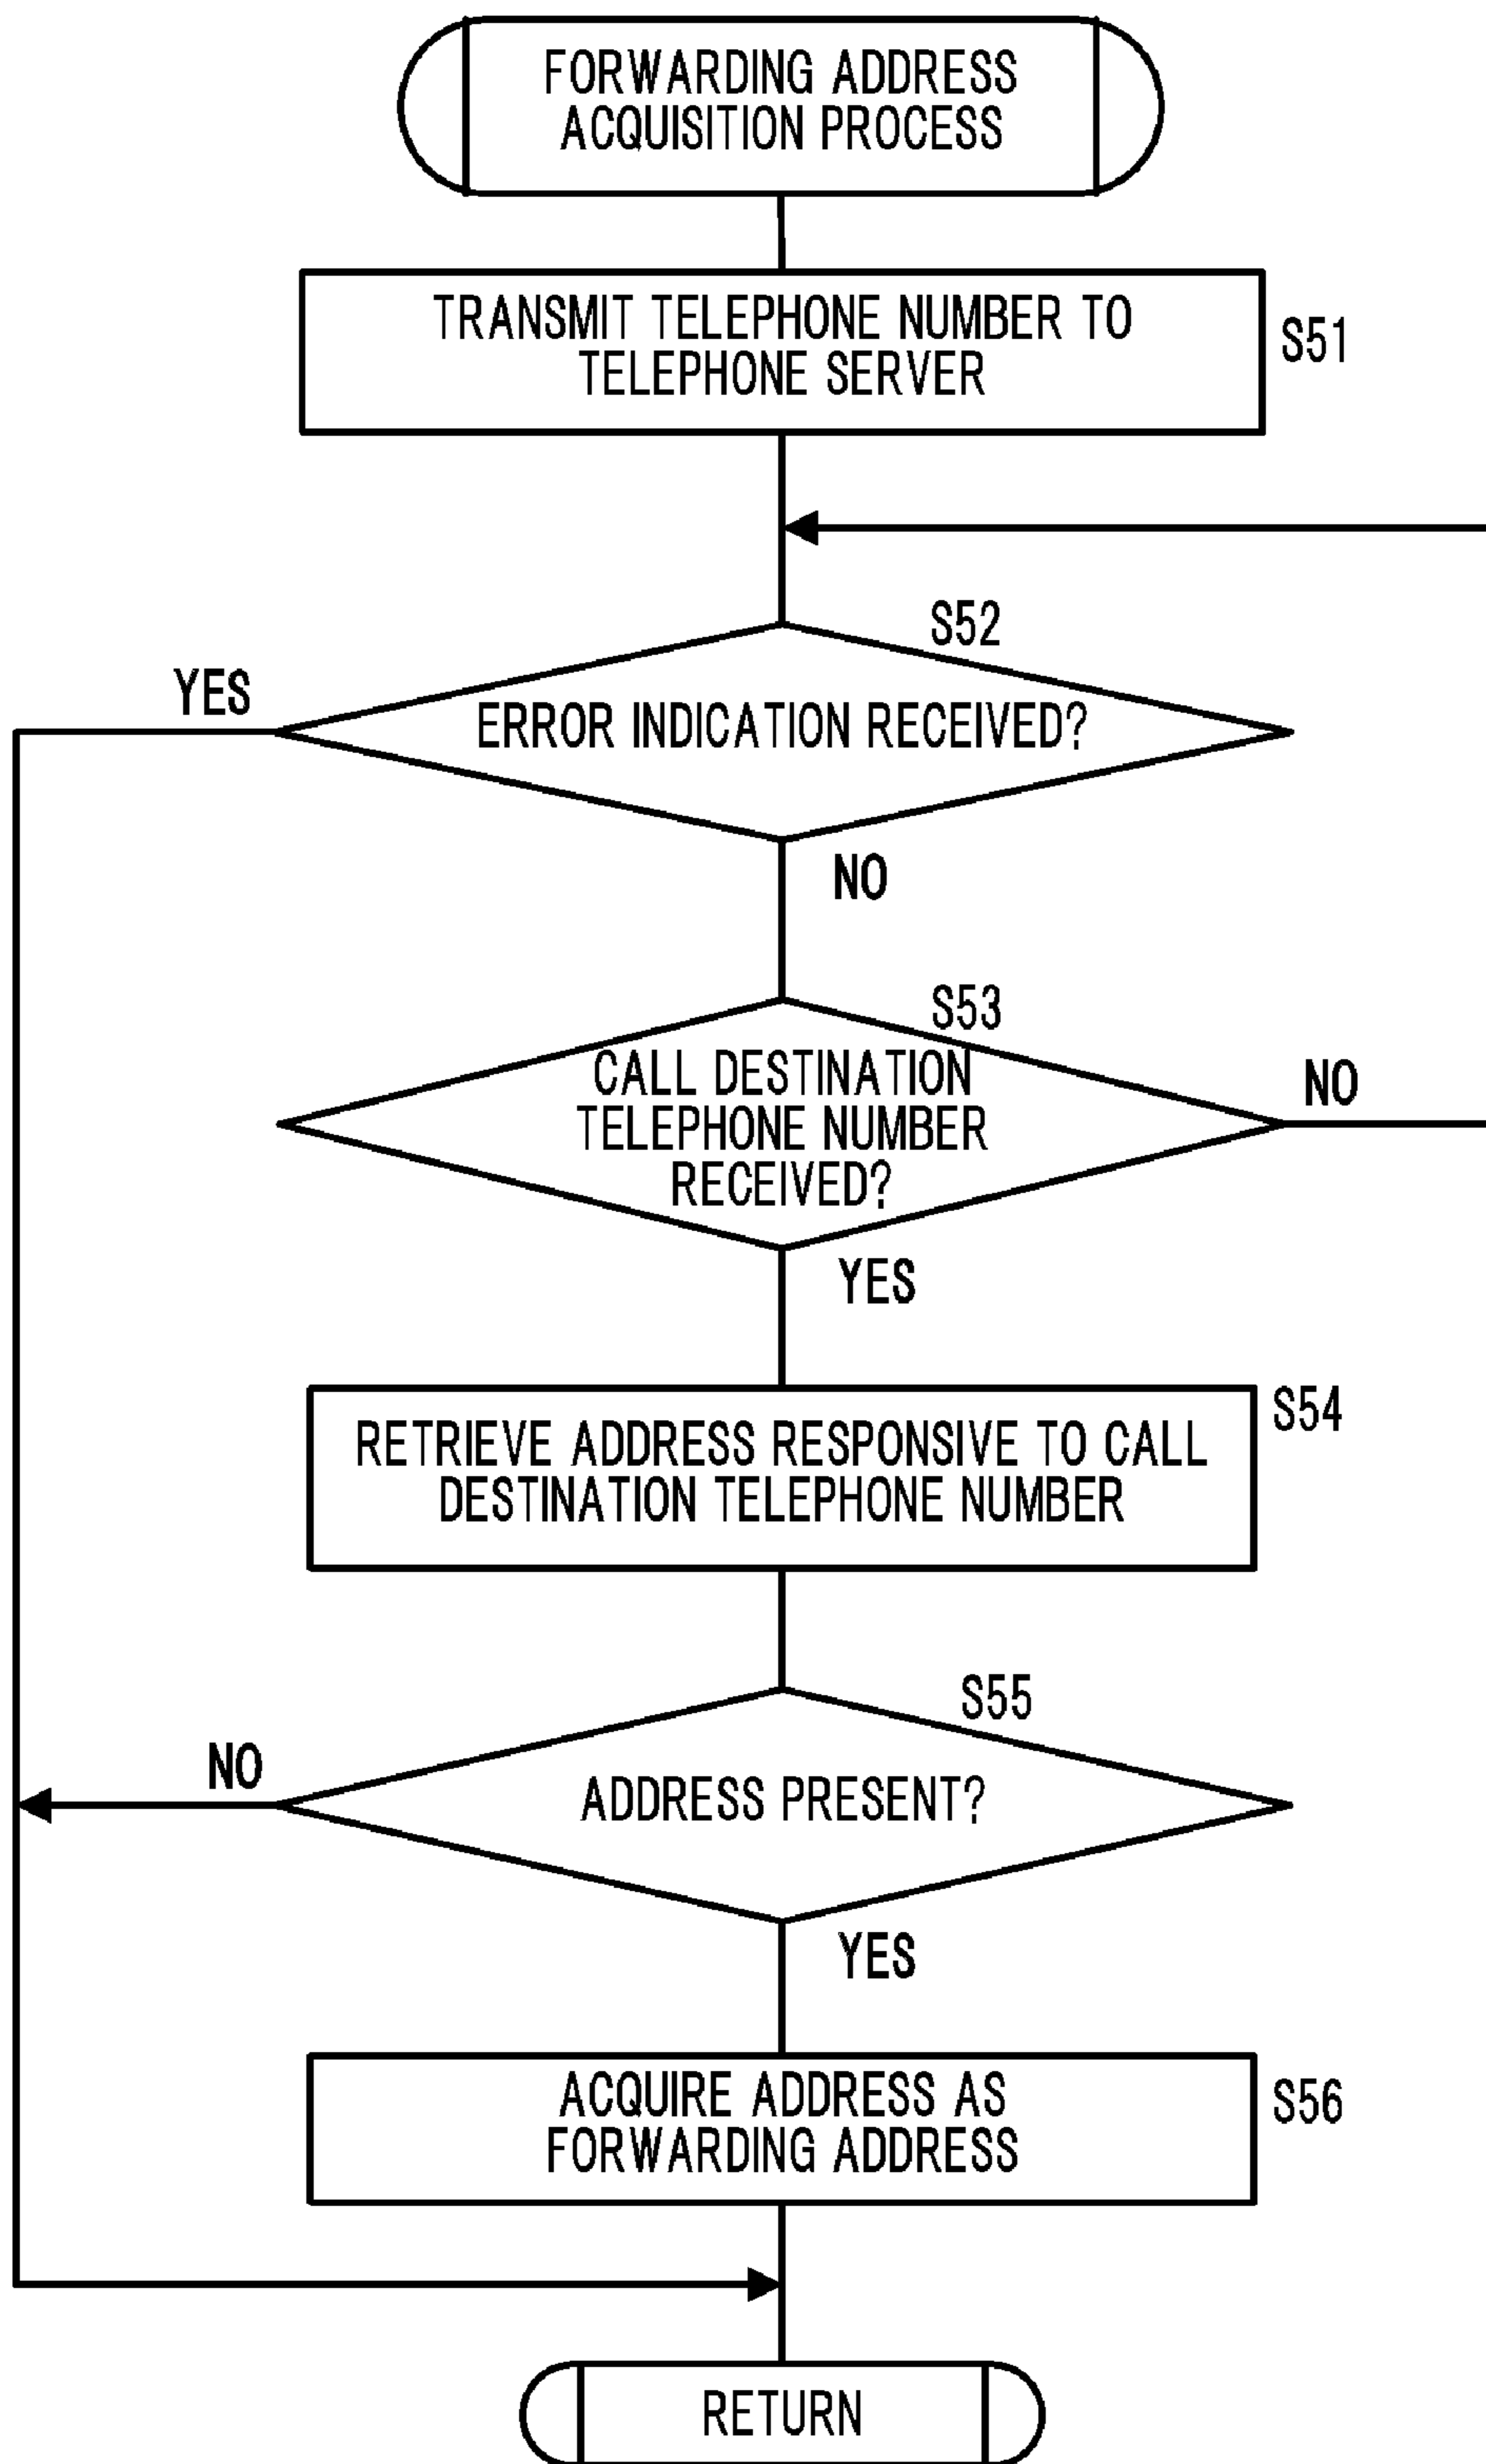 FORWARDING ADDRESS
ACQUISITION PROCESS
TRANSMIT TELEPHONE NUMBER TO
TELEPHONE SERVER
S51
S52
YES
ERROR INDICATION RECEIVED?
NO
S53
CALL DESTINATION
TELEPHONE NUMBER
RECEIVED?
NO
YES
S54
RETRIEVE ADDRESS RESPONSIVE TO CALL
DESTINATION TELEPHONE NUMBER
S55
NO
ADDRESS PRESENT?
YES
ACQUIRE ADDRESS AS
FORWARDING ADDRESS
S56
RETURN